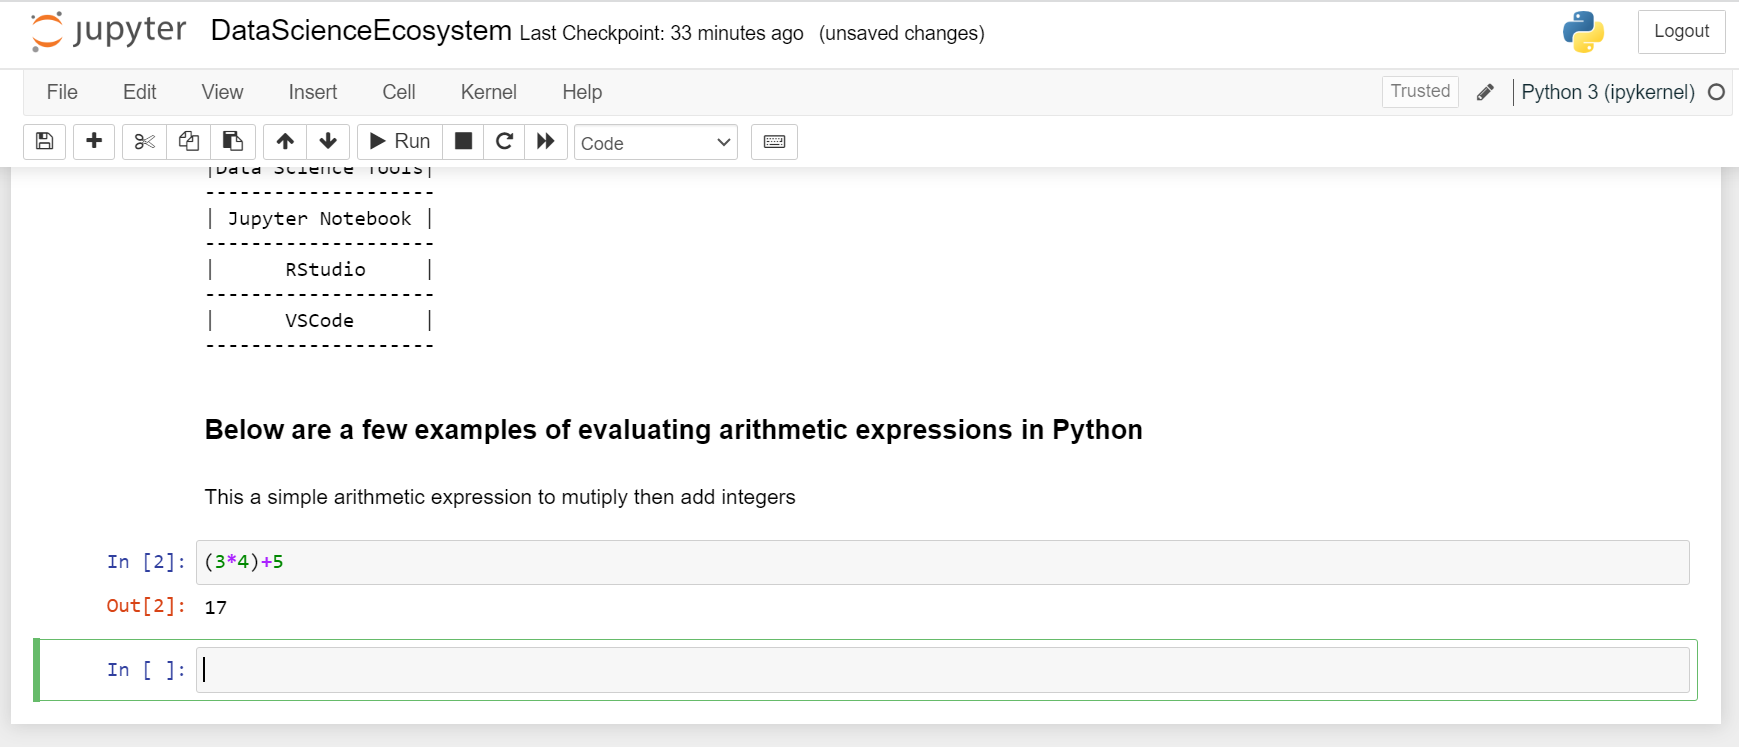 jupyter DataScienceEcosystem Last Checkpoint: 33 minutes ago (unsaved changes) Logout
File Edit View Insert Cell Kernel Help Trusted Python 3 (ipykernel)
Run Code
|Data Science Tools|
--------------------
| Jupyter Notebook |
--------------------
|      RStudio     |
--------------------
|      VSCode      |
--------------------
Below are a few examples of evaluating arithmetic expressions in Python
This a simple arithmetic expression to mutiply then add integers
In [2]: (3*4)+5
Out[2]: 17
In [ ]: